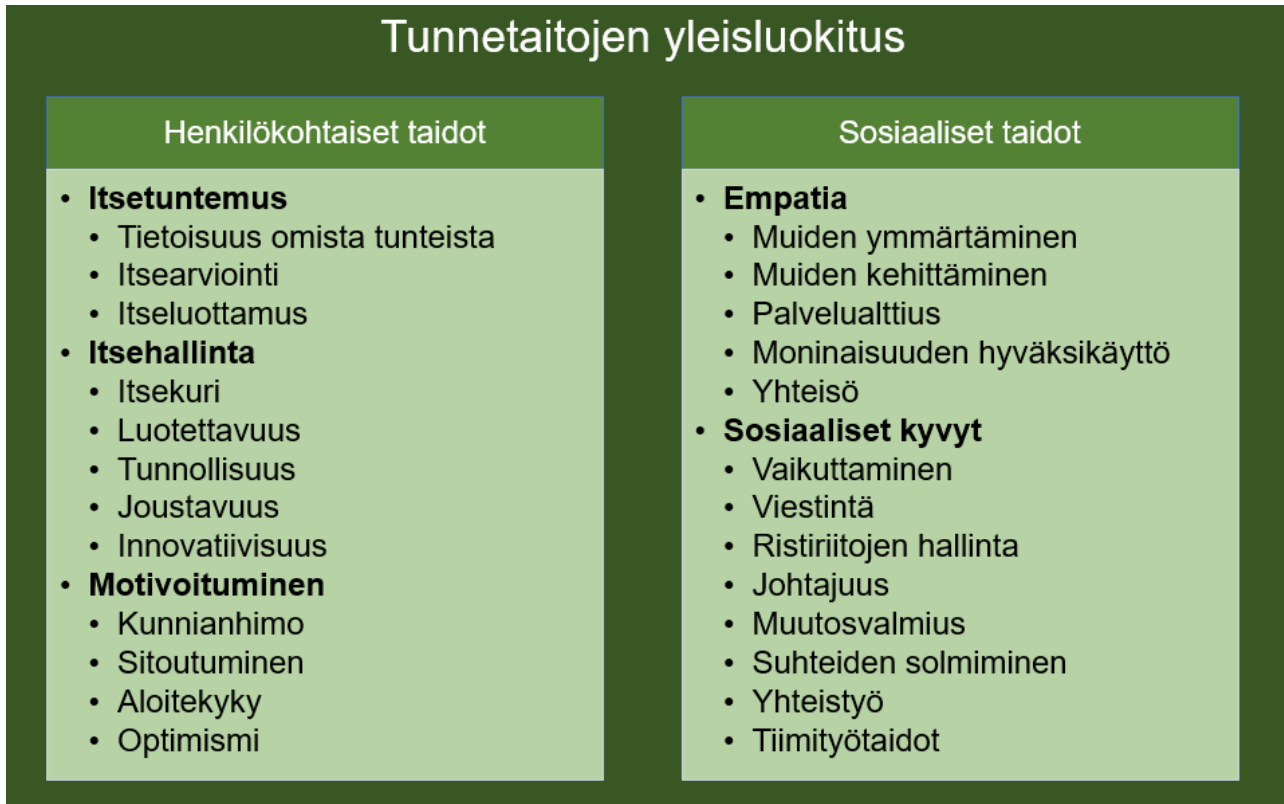 Tunnetaitojen yleisluokitus
Henkilökohtaiset taidot
• Itsetuntemus
• Tietoisuus omista tunteista
• Itsearviointi
• Itseluottamus
• Itsehallinta
• Itsekuri
• Luotettavuus
• Tunnollisuus
• Joustavuus
• Innovatiivisuus
• Motivoituminen
• Kunnianhimo
• Sitoutuminen
• Aloitekyky
• Optimismi
Sosiaaliset taidot
• Empatia
• Muiden ymmärtäminen
• Muiden kehittäminen
• Palvelualttius
• Moninaisuuden hyväksikäyttö
• Yhteisö
• Sosiaaliset kyvyt
• Vaikuttaminen
• Viestintä
• Ristiriitojen hallinta
• Johtajuus
• Muutosvalmius
• Suhteiden solmiminen
• Yhteistyö
• Tiimityötaidot